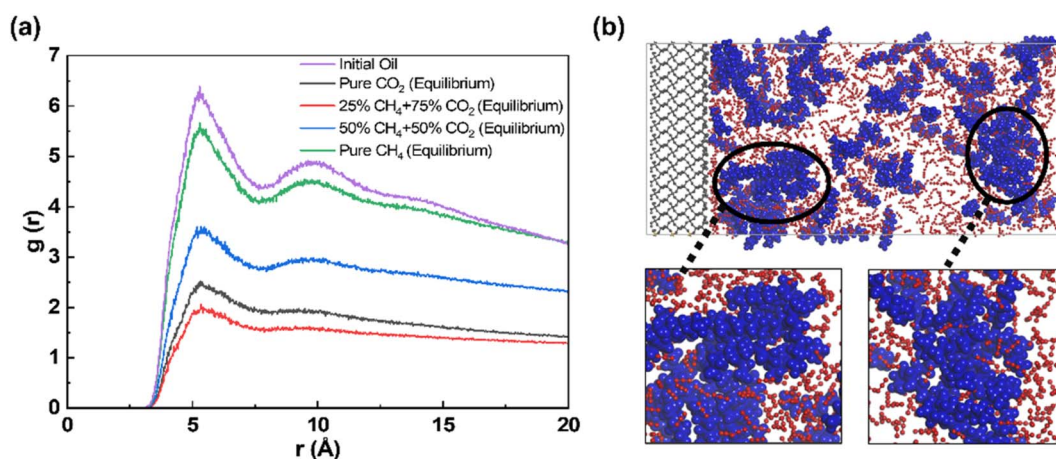 (a)
(b)
7
6
5
4
3
2
1
0
g (r)
Initial Oil
Pure CO₂ (Equilibrium)
25% CH₄+75% CO₂ (Equilibrium)
50% CH₄+50% CO₂ (Equilibrium)
Pure CH₄ (Equilibrium)
0 5 10 15 20
r (Å)